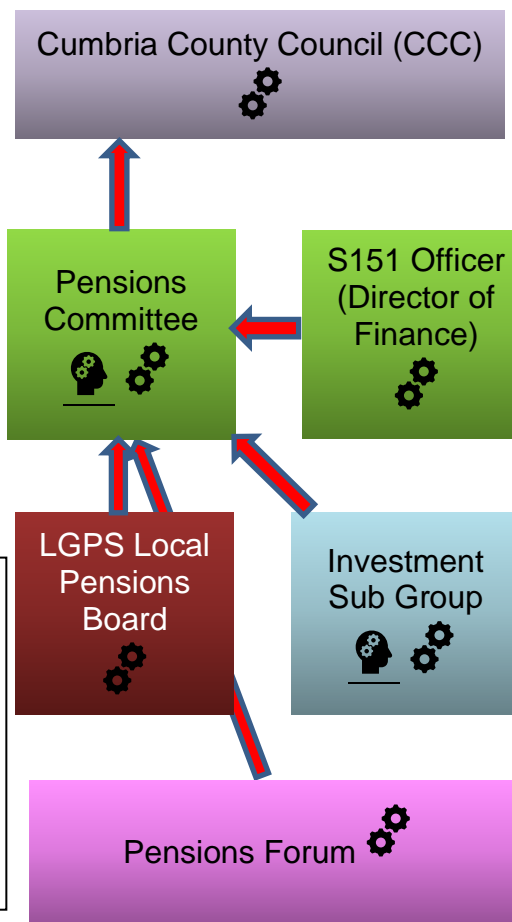 Cumbria County Council (CCC)
Pensions
Committee
S151 Officer
(Director of
Finance)
LGPS Local
Pensions
Board
Investment
Sub Group
Pensions Forum